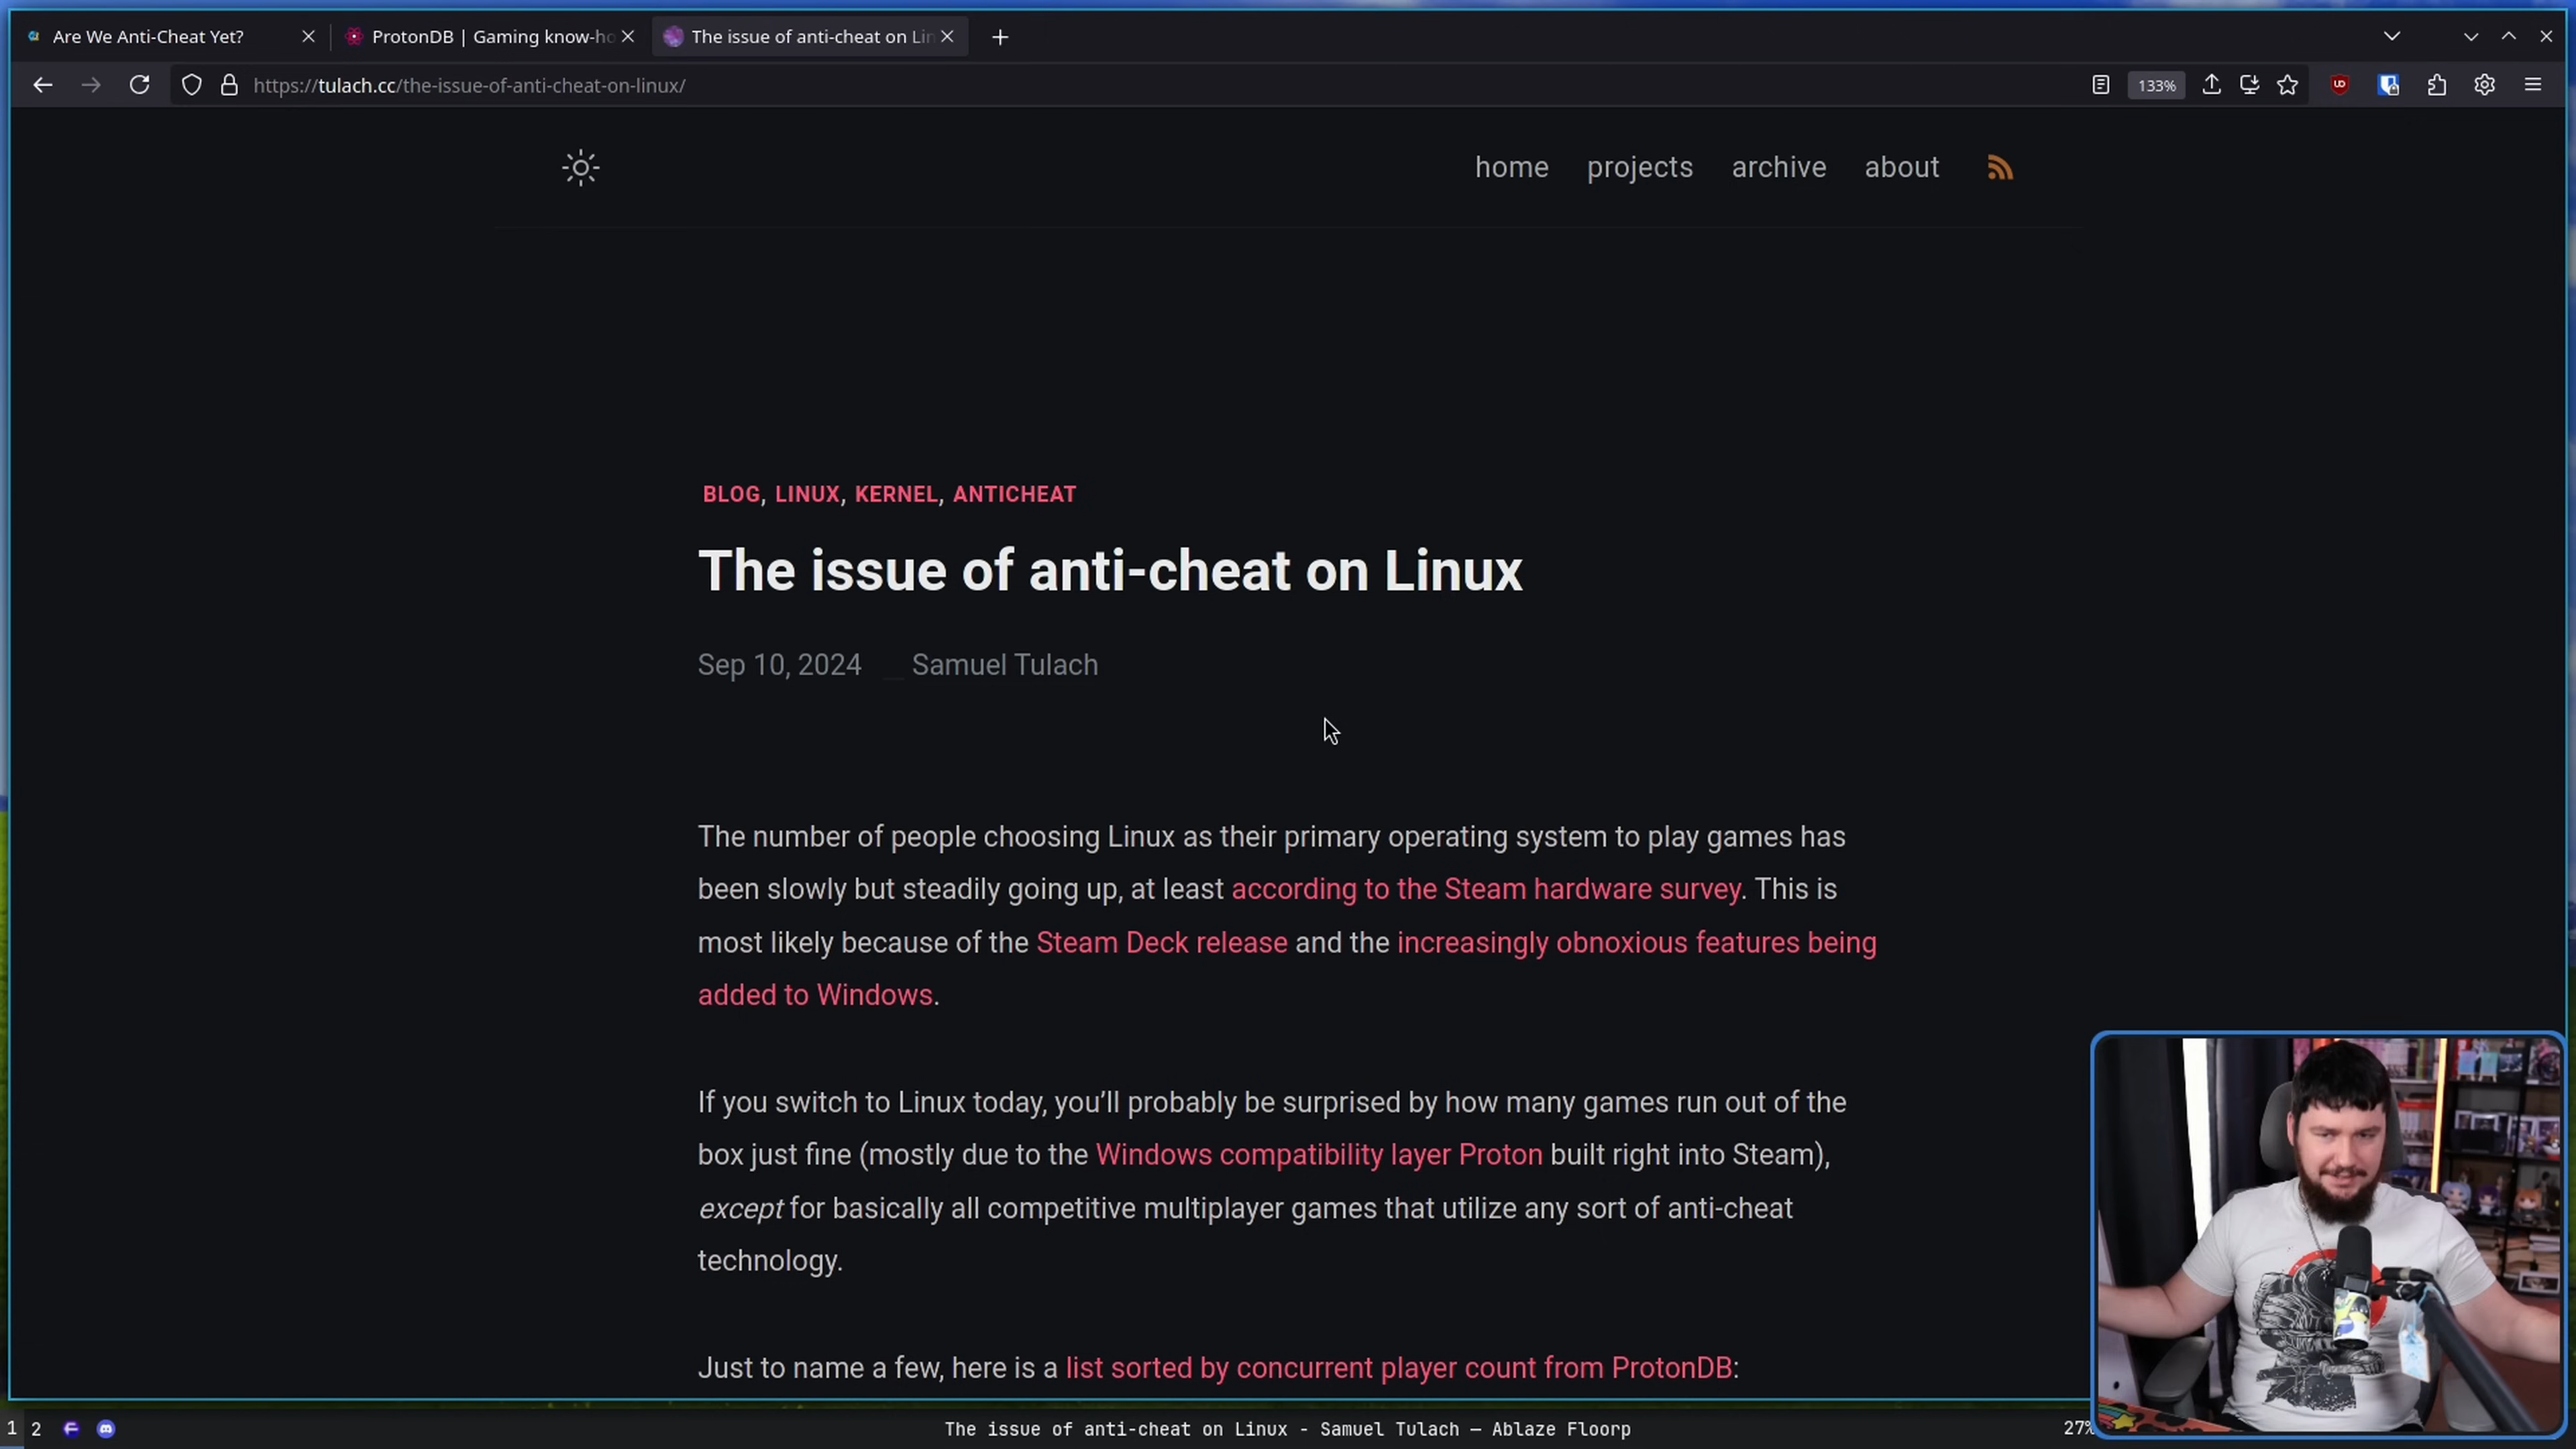 Are We Anti-Cheat Yet?
ProtonDB | Gaming know-ho
The issue of anti-cheat on Lin
https://tulach.cc/the-issue-of-anti-cheat-on-linux/
133%
home projects archive about
BLOG, LINUX, KERNEL, ANTICHEAT
The issue of anti-cheat on Linux
Sep 10, 2024 __ Samuel Tulach
The number of people choosing Linux as their primary operating system to play games has
been slowly but steadily going up, at least according to the Steam hardware survey. This is
most likely because of the Steam Deck release and the increasingly obnoxious features being
added to Windows.
If you switch to Linux today, you’ll probably be surprised by how many games run out of the
box just fine (mostly due to the Windows compatibility layer Proton built right into Steam),
except for basically all competitive multiplayer games that utilize any sort of anti-cheat
technology.
Just to name a few, here is a list sorted by concurrent player count from ProtonDB:
1 2
The issue of anti-cheat on Linux - Samuel Tulach — Ablaze Floorp
27%